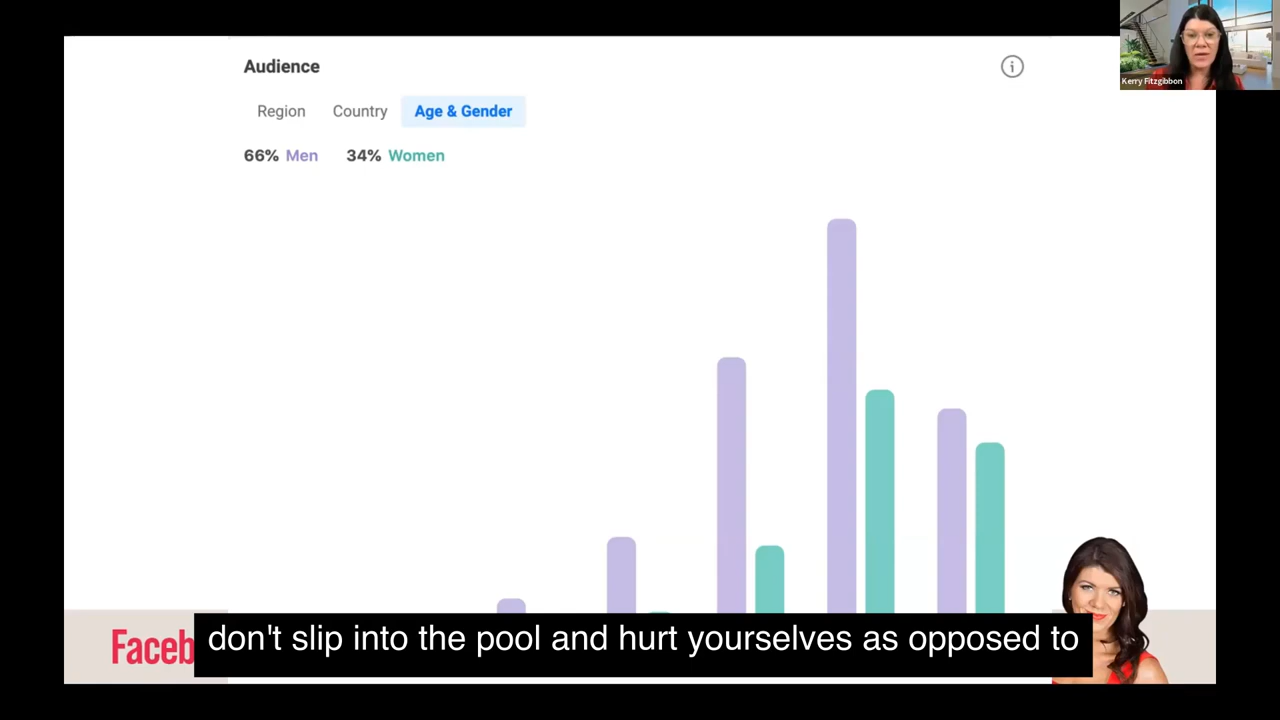 Audience
Region Country Age & Gender
66% Men 34% Women
Kerry Fitzgibbon
Faceb
don't slip into the pool and hurt yourselves as opposed to